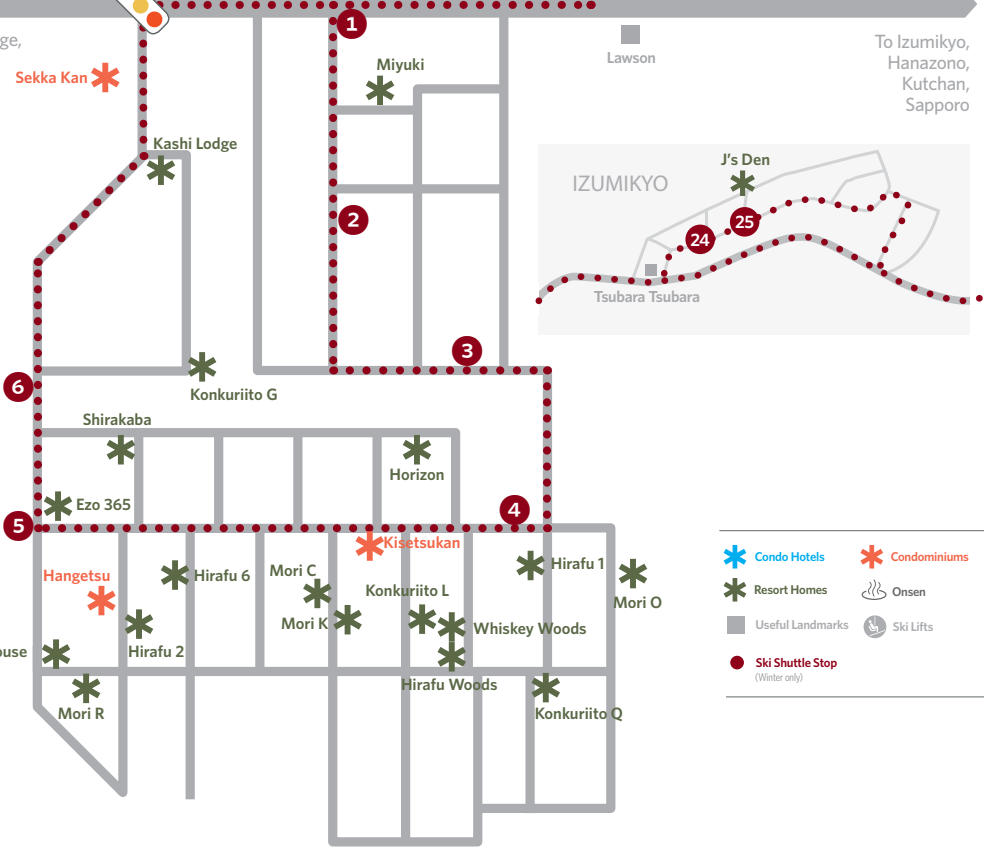 1
ge,
Lawson
To Izumikyo,
Hanazono,
Kutchan,
Sapporo
Sekka Kan
Miyuki
Kashi Lodge
J's Den
IZUMIKYO
2
25
24
Tsubara Tsubara
3
6
Konkuriito G
Shirakaba
Horizon
Ezo 365
4
5
Kisetsukan
Hangetsu
Hirafu 6
Mori C
Hirafu 1
Konkuriito L
Mori O
Mori K
Whiskey Woods
ouse
Hirafu 2
Hirafu Woods
Mori R
Konkuriito Q
Condo Hotels
Condominiums
Resort Homes
Onsen
Useful Landmarks
Ski Lifts
Ski Shuttle Stop
(Winter only)